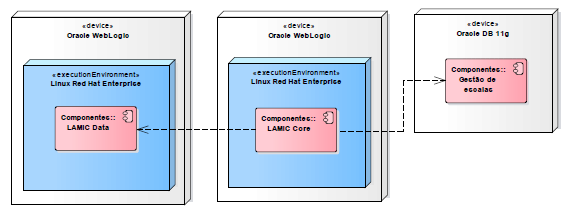 «device»
Oracle WebLogic
«executionEnvironment»
Linux Red Hat Enterprise
Componentes::
LAMIC Data
«device»
Oracle WebLogic
«executionEnvironment»
Linux Red Hat Enterprise
Componentes::
LAMIC Core
«device»
Oracle DB 11g
Componentes::
Gestão de
escalas